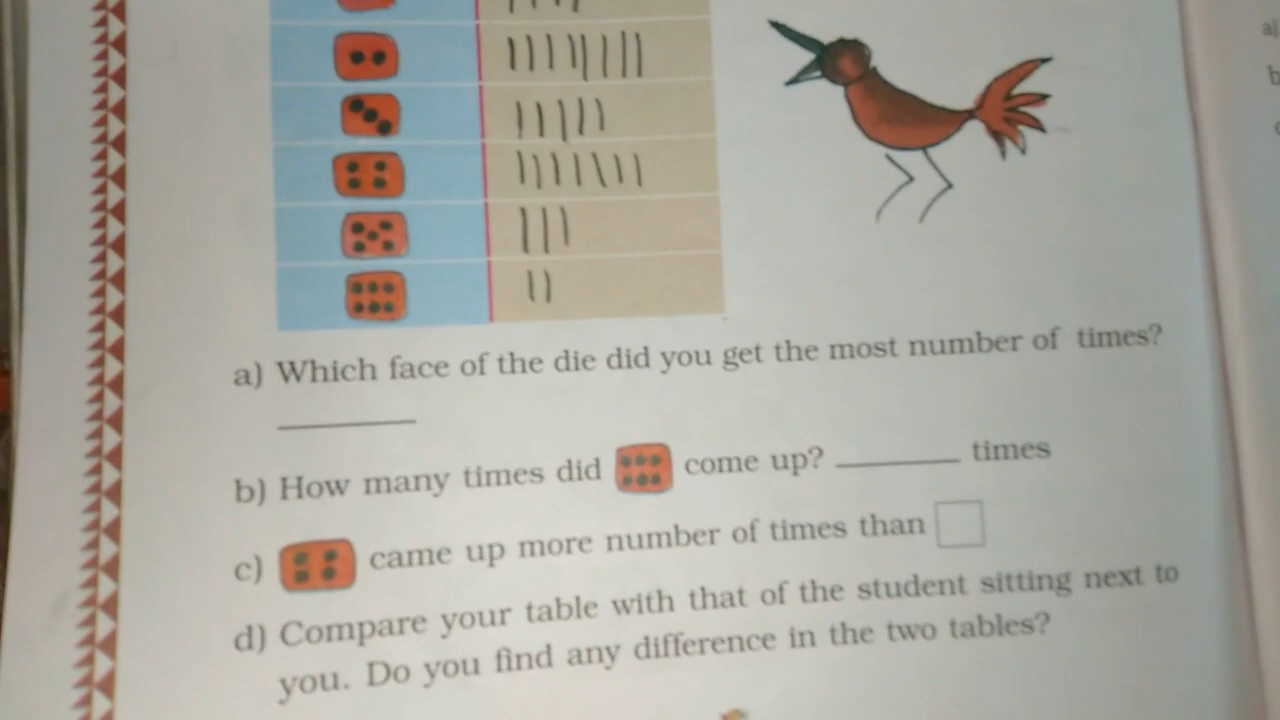 a) Which face of the die did you get the most number of times?
b) How many times did come up? ________ times
c) came up more number of times than
d) Compare your table with that of the student sitting next to
you. Do you find any difference in the two tables?